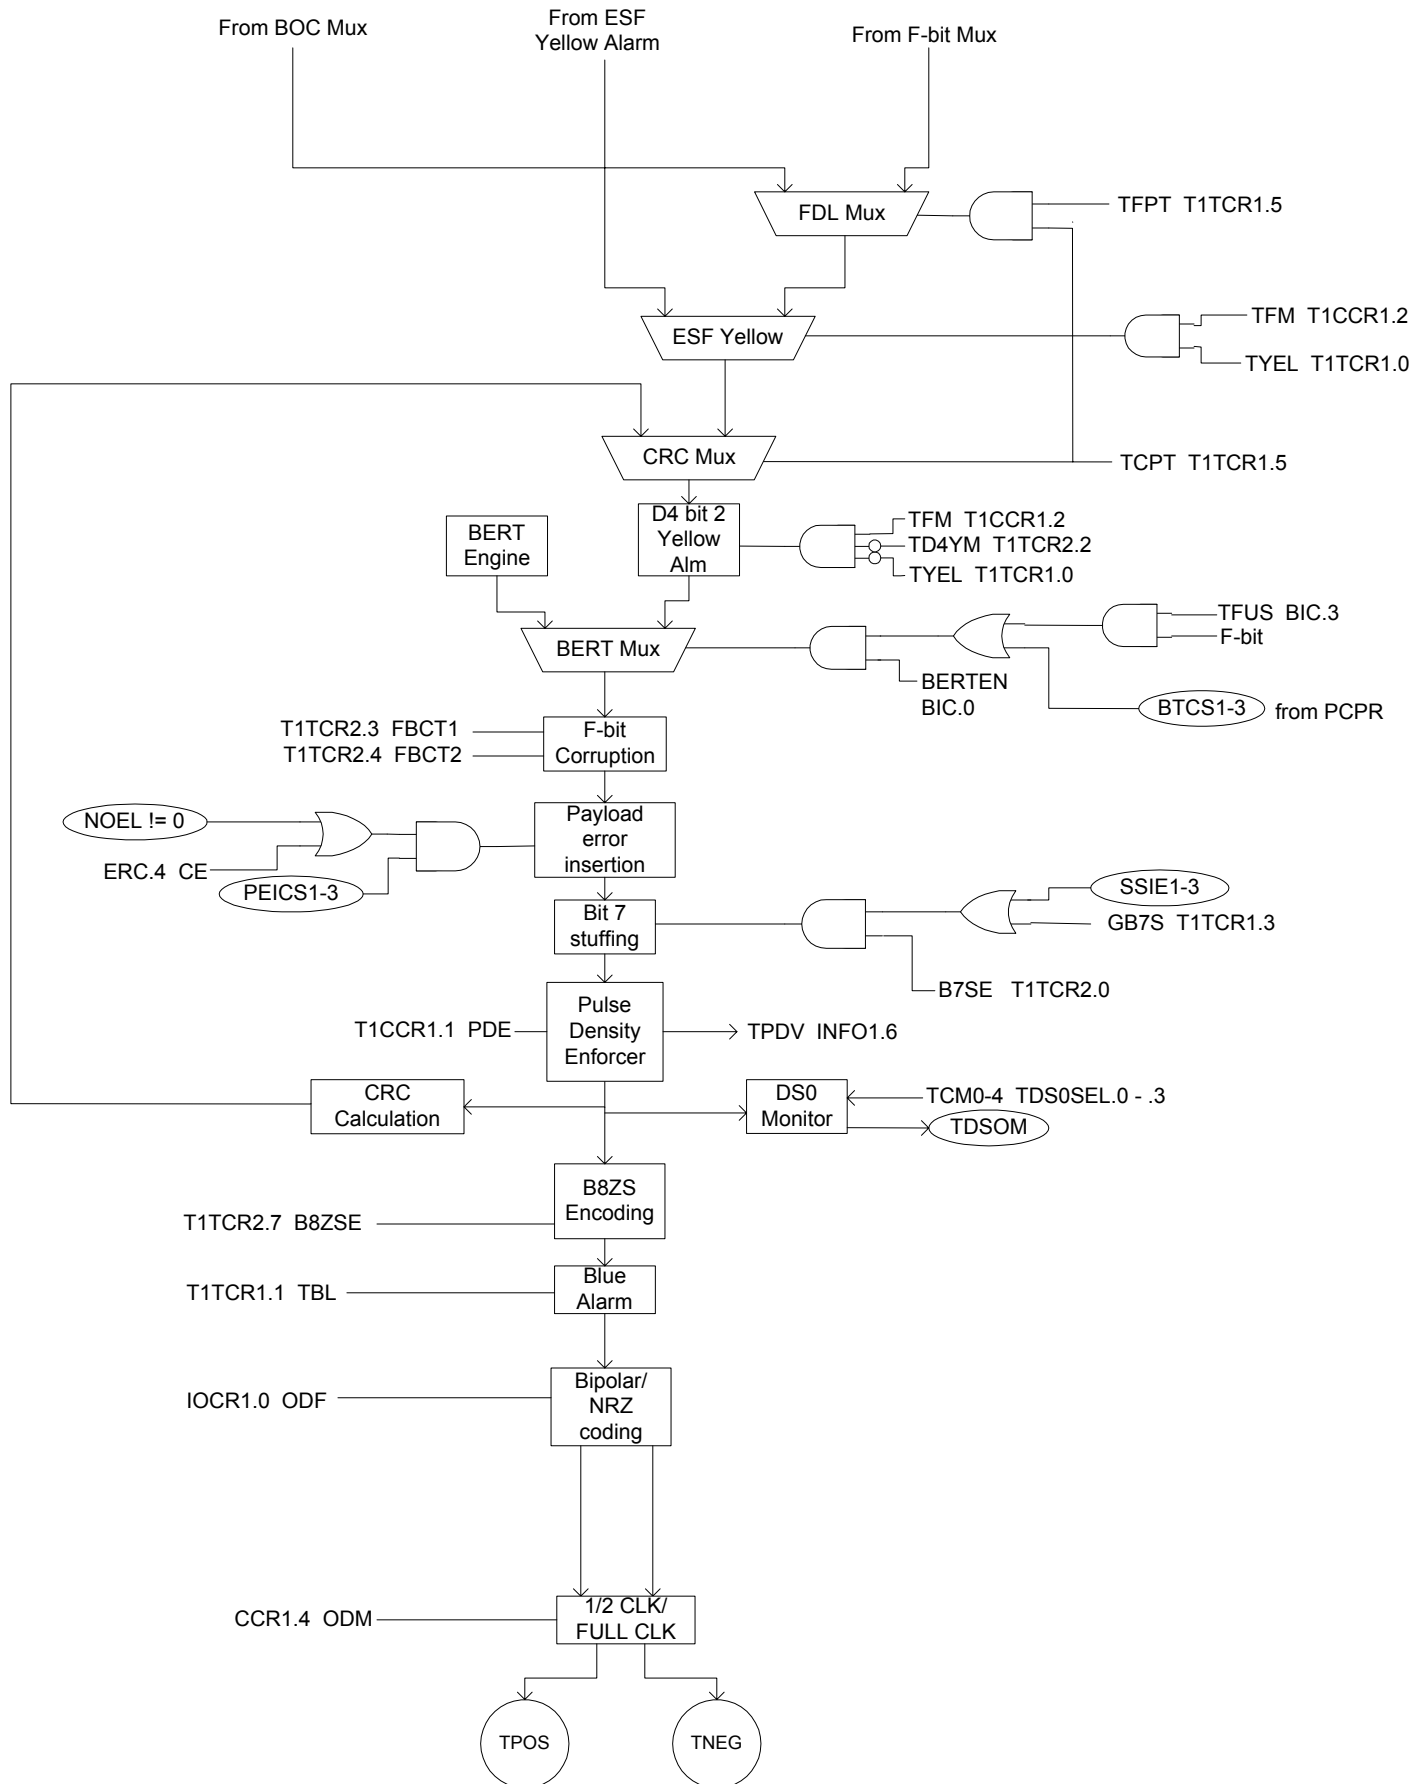 From BOC Mux
From ESF
Yellow Alarm
From F-bit Mux
FDL Mux
TFPT T1TCR1.5
TFM T1CCR1.2
ESF Yellow
TYEL T1TCR1.0
CRC Mux
TCPT T1TCR1.5
BERT
Engine
D4 bit 2
Yellow
Alm
TFM T1CCR1.2
TD4YM T1TCR2.2
TYEL T1TCR1.0
TFUS BIC.3
F-bit
BERT Mux
BERTEN
BIC.0
BTCS1-3
from PCPR
T1TCR2.3 FBCT1
T1TCR2.4 FBCT2
F-bit
Corruption
NOEL != 0
ERC.4 CE
PEICS1-3
Payload
error
insertion
SSIE1-3
GB7S T1TCR1.3
Bit 7
stuffing
B7SE T1TCR2.0
T1CCR1.1 PDE
Pulse
Density
Enforcer
TPDV INFO1.6
CRC
Calculation
DS0
Monitor
TCM0-4 TDS0SEL.0 - .3
TDSOM
B8ZS
Encoding
T1TCR2.7 B8ZSE
Blue
Alarm
T1TCR1.1 TBL
Bipolar/
NRZ
coding
IOCR1.0 ODF
1/2 CLK/
FULL CLK
CCR1.4 ODM
TPOS
TNEG